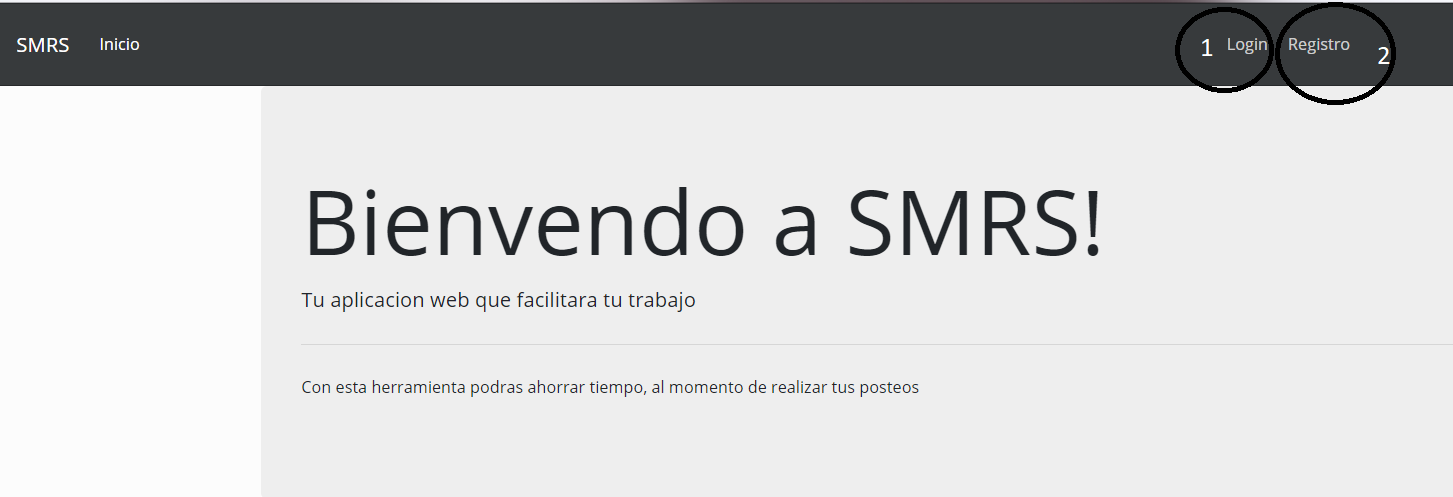 SMRS Inicio 1 Login Registro 2
Bienvendo a SMRS!
Tu aplicacion web que facilitara tu trabajo
Con esta herramienta podras ahorrar tiempo, al momento de realizar tus posteos